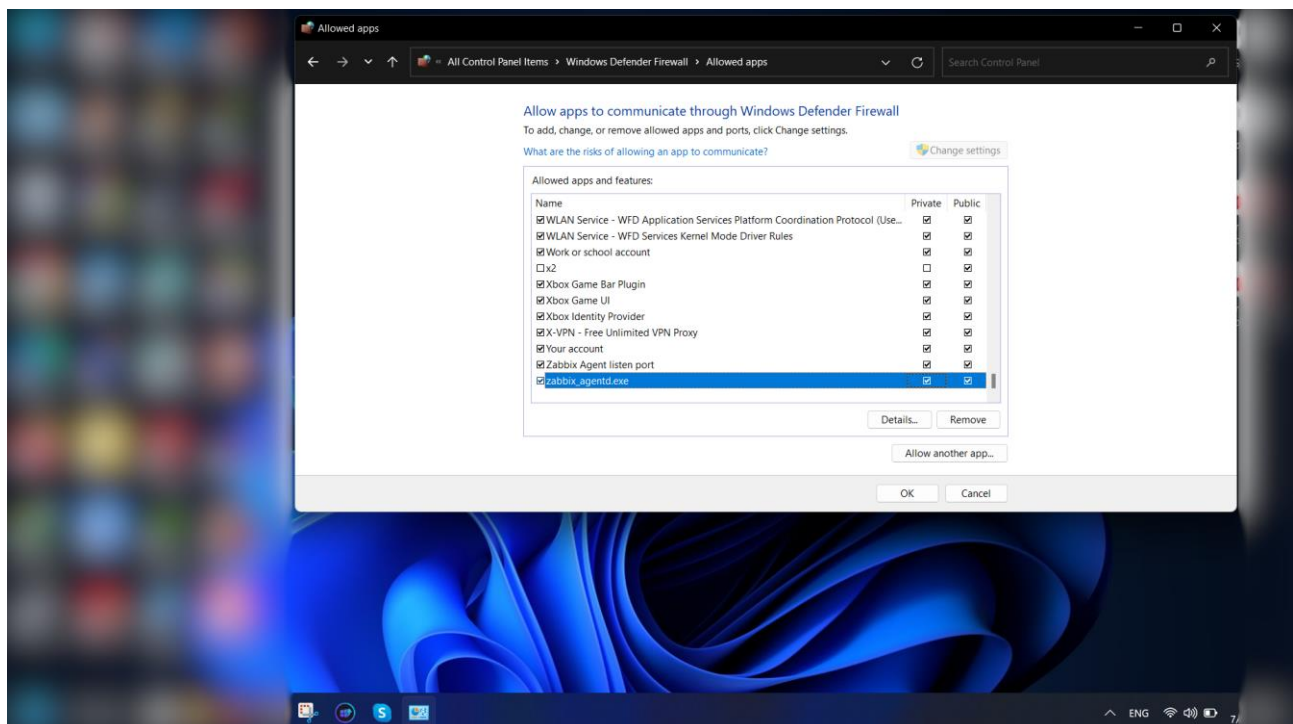 Allowed apps
« All Control Panel Items › Windows Defender Firewall › Allowed apps
Search Control Panel
Allow apps to communicate through Windows Defender Firewall
To add, change, or remove allowed apps and ports, click Change settings.
What are the risks of allowing an app to communicate?
Change settings
Allowed apps and features:
Name Private Public
WLAN Service - WFD Application Services Platform Coordination Protocol (Use...
WLAN Service - WFD Services Kernel Mode Driver Rules
Work or school account
x2
Xbox Game Bar Plugin
Xbox Game UI
Xbox Identity Provider
X-VPN - Free Unlimited VPN Proxy
Your account
Zabbix Agent listen port
zabbix_agentd.exe
Details... Remove
Allow another app...
OK Cancel
S ENG 7/